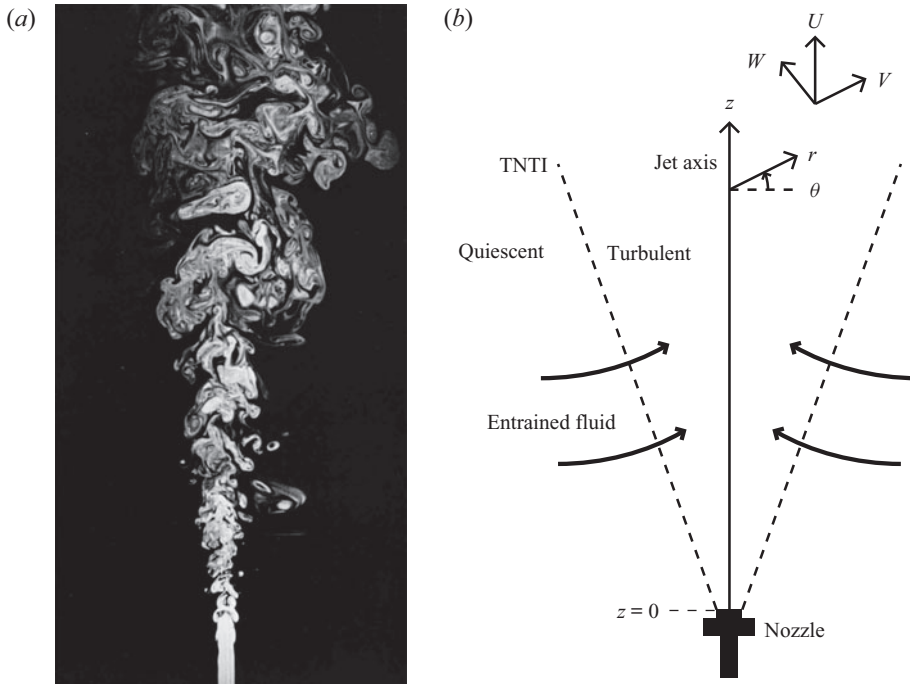 (a)
(b)
U
W
V
z
Jet axis
r
θ
TNTI
Quiescent
Turbulent
Entrained fluid
z = 0
Nozzle